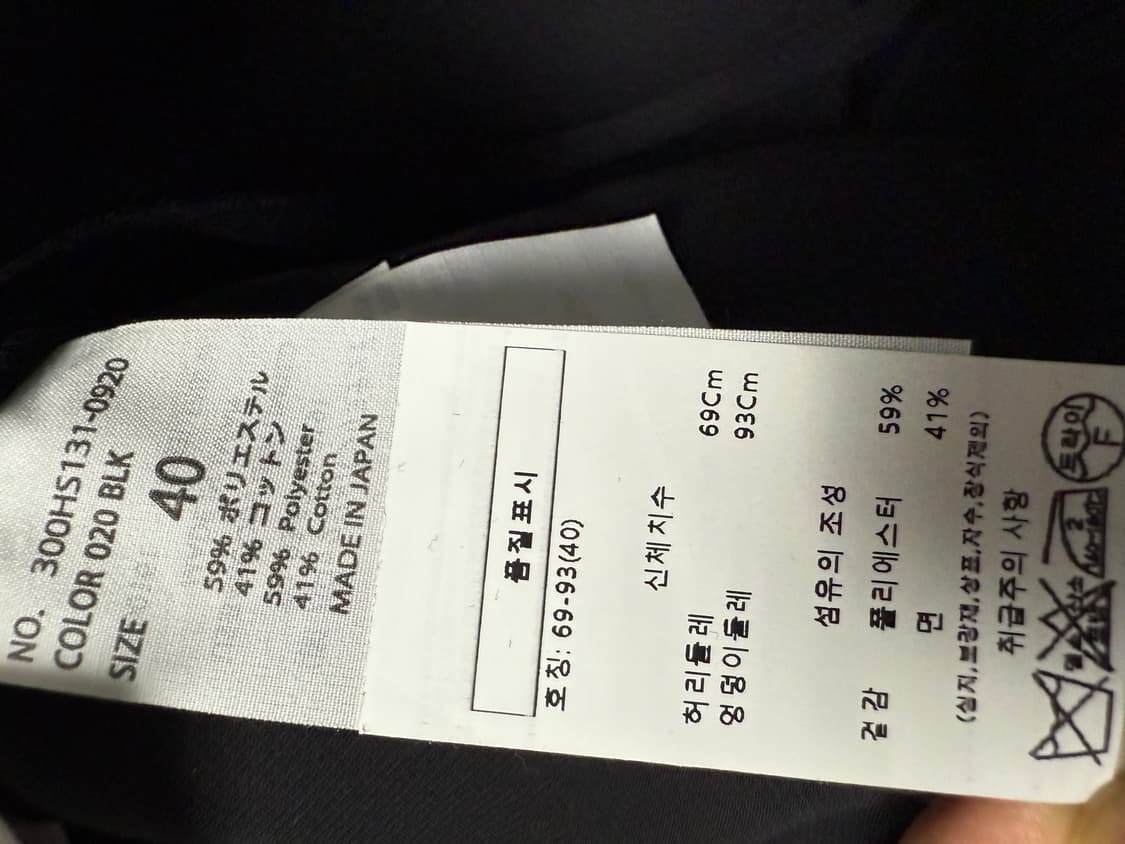 NO. 300HS131-0920
COLOR 020 BLK
SIZE 40
59% ポリエステル
41% コットン
59% Polyester
41% Cotton
MADE IN JAPAN
품질표시
호칭: 69-93(40)
신체치수
허리둘레 69Cm
엉덩이둘레 93Cm
섬유의 조성
겉감 폴리에스터 59%
면 41%
(심지,보강재,상표,자수,장식제외)
취급주의 사항
드라이
F
2